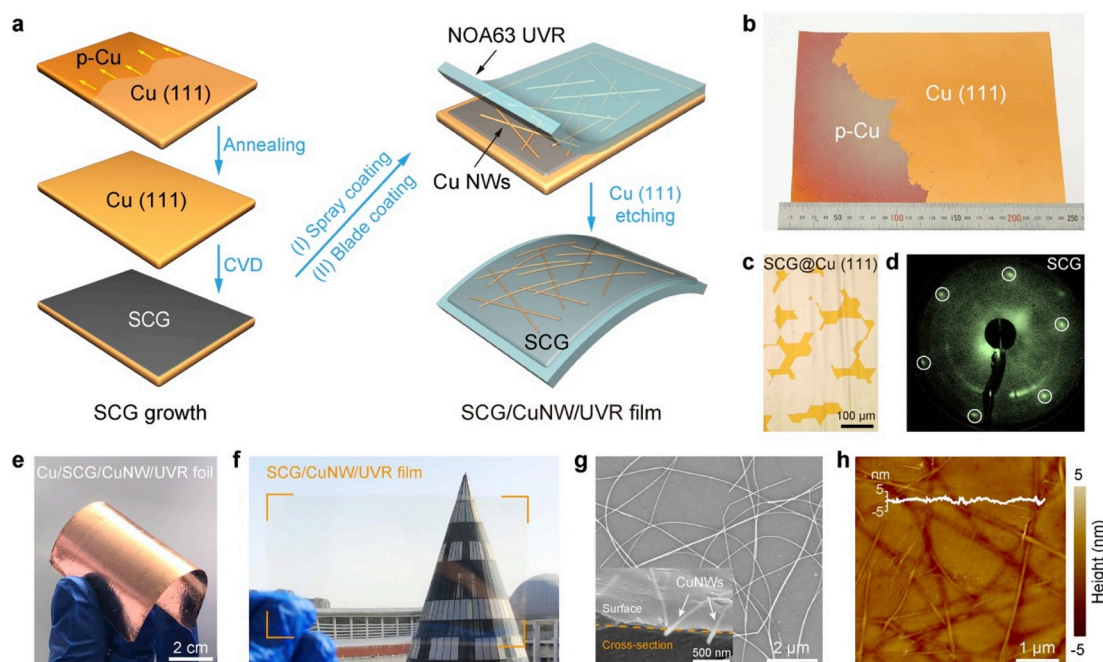 a
p-Cu
Cu (111)
Annealing
Cu (111)
CVD
SCG
SCG growth
(I) Spray coating
(II) Blade coating
NOA63 UVR
Cu NWs
Cu (111)
etching
SCG
SCG/CuNW/UVR film
b
Cu (111)
p-Cu
50 100 150 200 250
c
SCG@Cu (111)
100 µm
d
SCG
e
Cu/SCG/CuNW/UVR foil
2 cm
f
SCG/CuNW/UVR film
g
CuNWs
Surface
Cross-section
500 nm
2 µm
h
nm
5
-5
1 µm
5
Height (nm)
-5